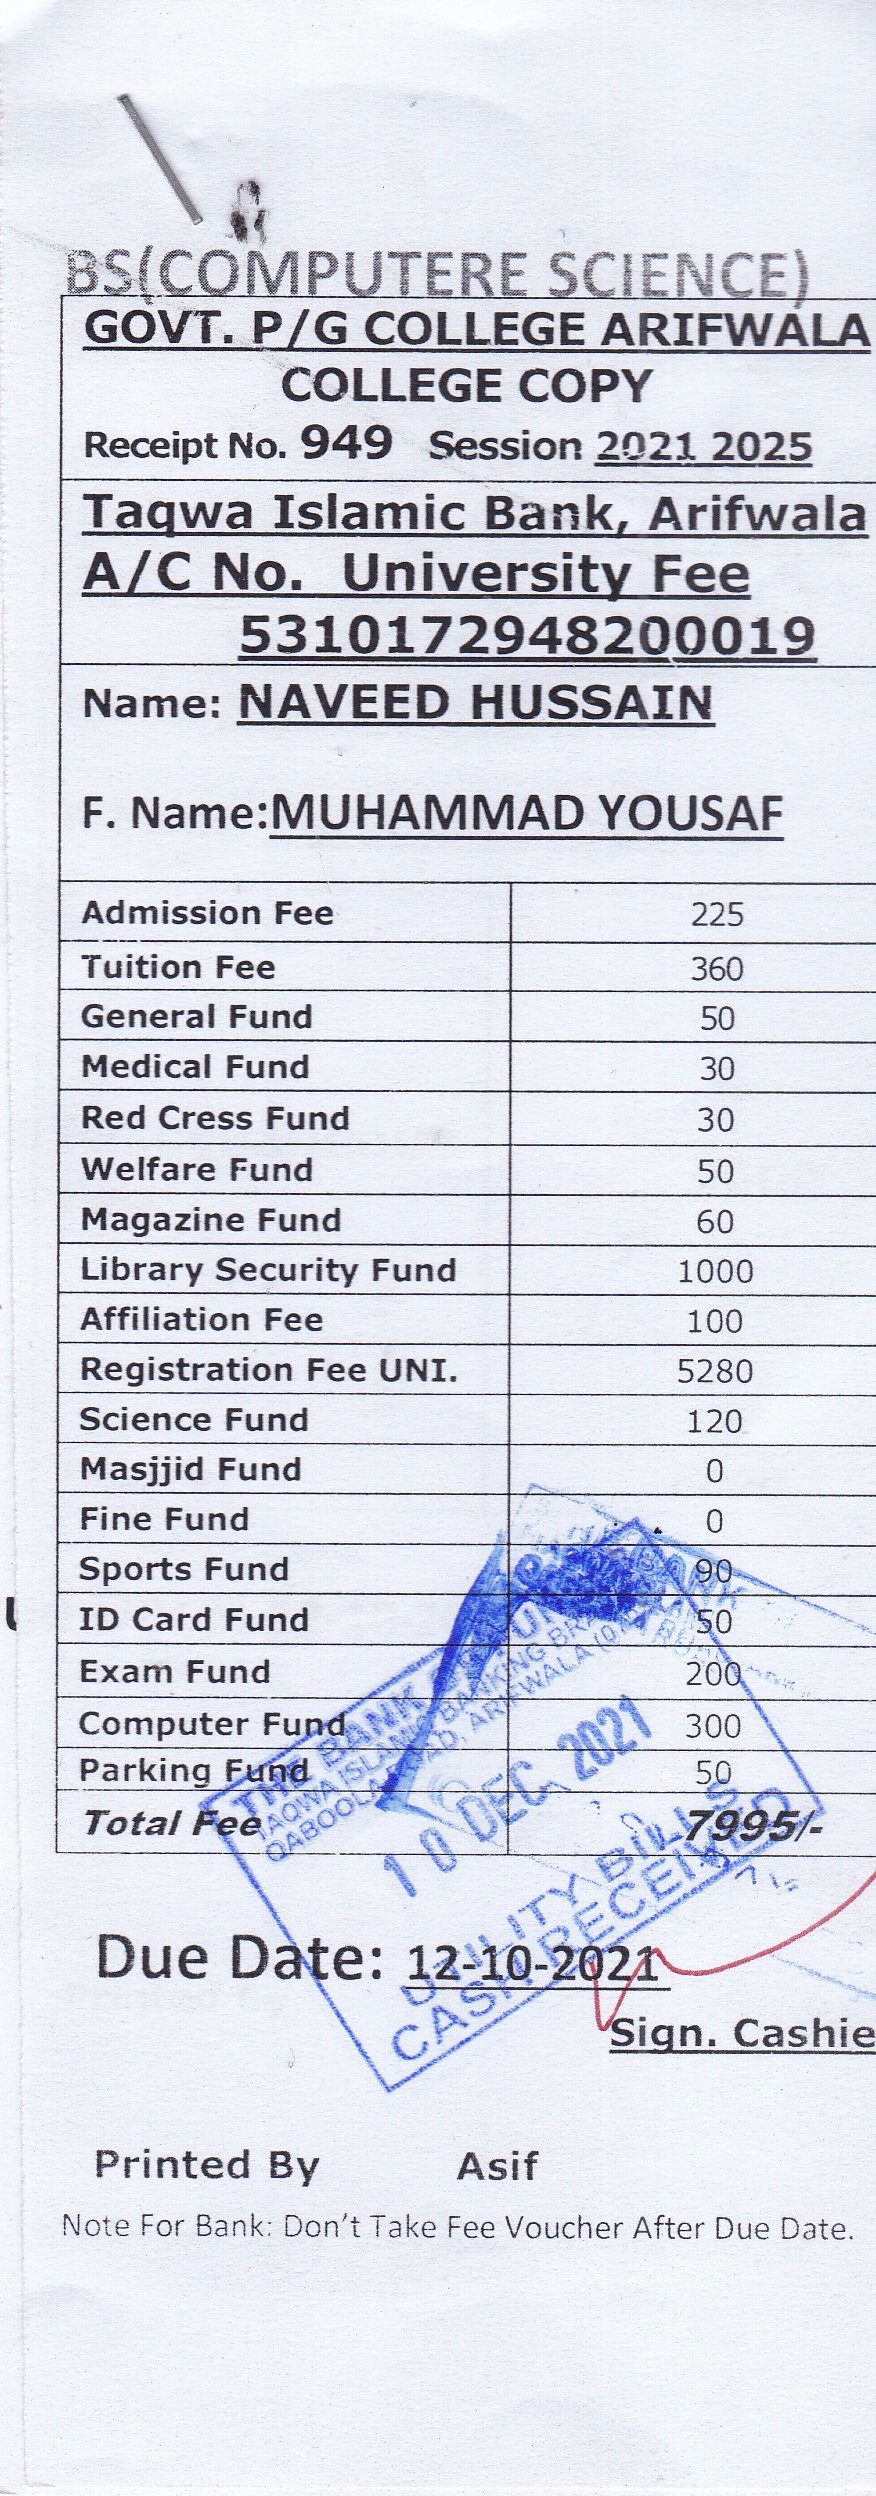 BS(COMPUTERE SCIENCE)
GOVT. P/G COLLEGE ARIFWALA
COLLEGE COPY
Receipt No. 949 Session 2021 2025
Taqwa Islamic Bank, Arifwala
A/C No. University Fee
5310172948200019
Name: NAVEED HUSSAIN
F. Name:MUHAMMAD YOUSAF
Admission Fee 225
Tuition Fee 360
General Fund 50
Medical Fund 30
Red Cress Fund 30
Welfare Fund 50
Magazine Fund 60
Library Security Fund 1000
Affiliation Fee 100
Registration Fee UNI. 5280
Science Fund 120
Masjjid Fund 0
Fine Fund 0
Sports Fund 90
ID Card Fund 50
Exam Fund 200
Computer Fund 300
Parking Fund 50
Total Fee 7995/-
THE BANK
TAQWA ISLAMIC BANKING
QABOOLA ROAD, ARIFWALA
10 DEC 2021
UTILITY BILLS
CASH RECEIVED
Due Date: 12-10-2021
Sign. Cashie
Printed By Asif
Note For Bank: Don't Take Fee Voucher After Due Date.